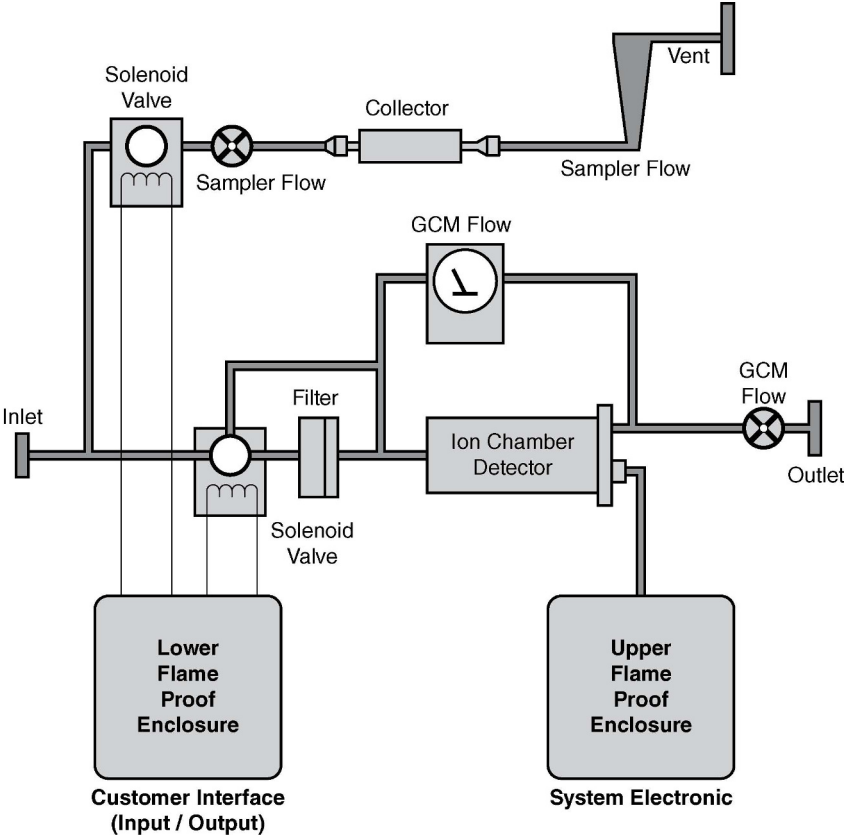 Vent
Solenoid
Valve
Collector
Sampler Flow
Sampler Flow
GCM Flow
GCM
Flow
Inlet
Filter
Ion Chamber
Detector
Outlet
Solenoid
Valve
Lower
Flame
Proof
Enclosure
Upper
Flame
Proof
Enclosure
Customer Interface
(Input / Output)
System Electronic